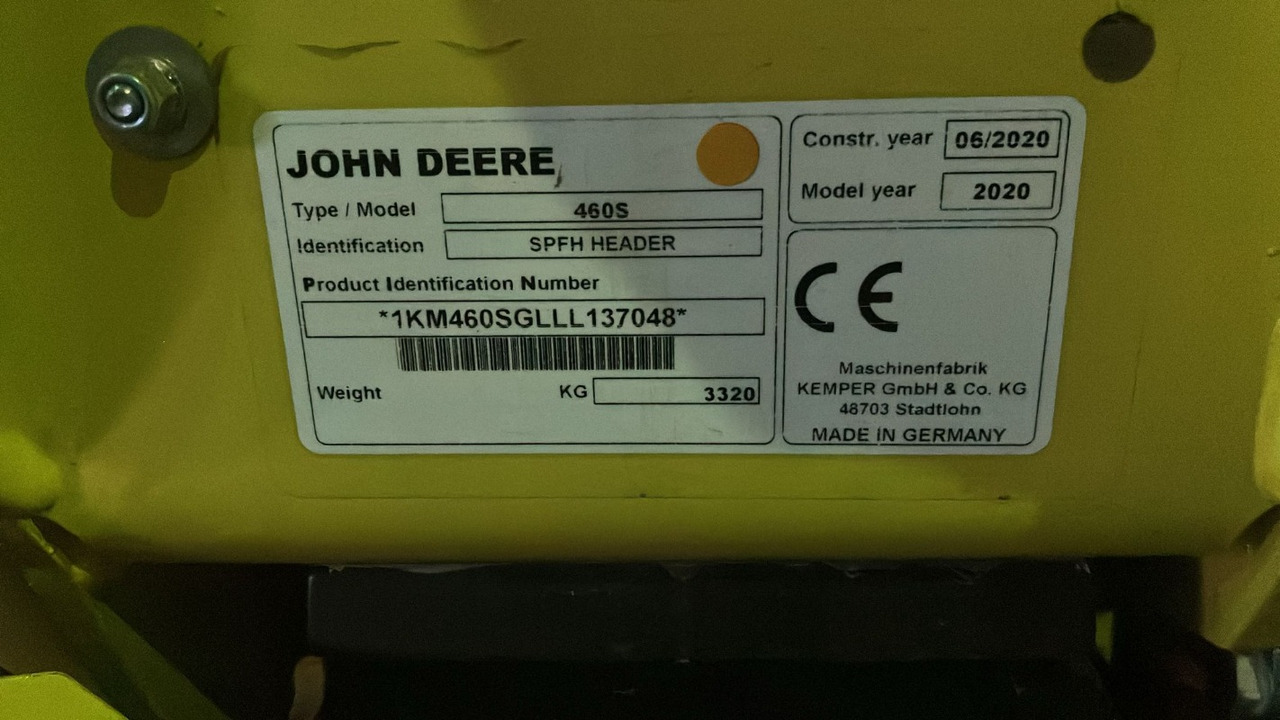 JOHN DEERE
Type / Model 460S
Identification SPFH HEADER
Product Identification Number
*1KM460SGLLL137048*
Weight KG 3320
Constr. year 06/2020
Model year 2020
CE
Maschinenfabrik
KEMPER GmbH & Co. KG
48703 Stadtlohn
MADE IN GERMANY